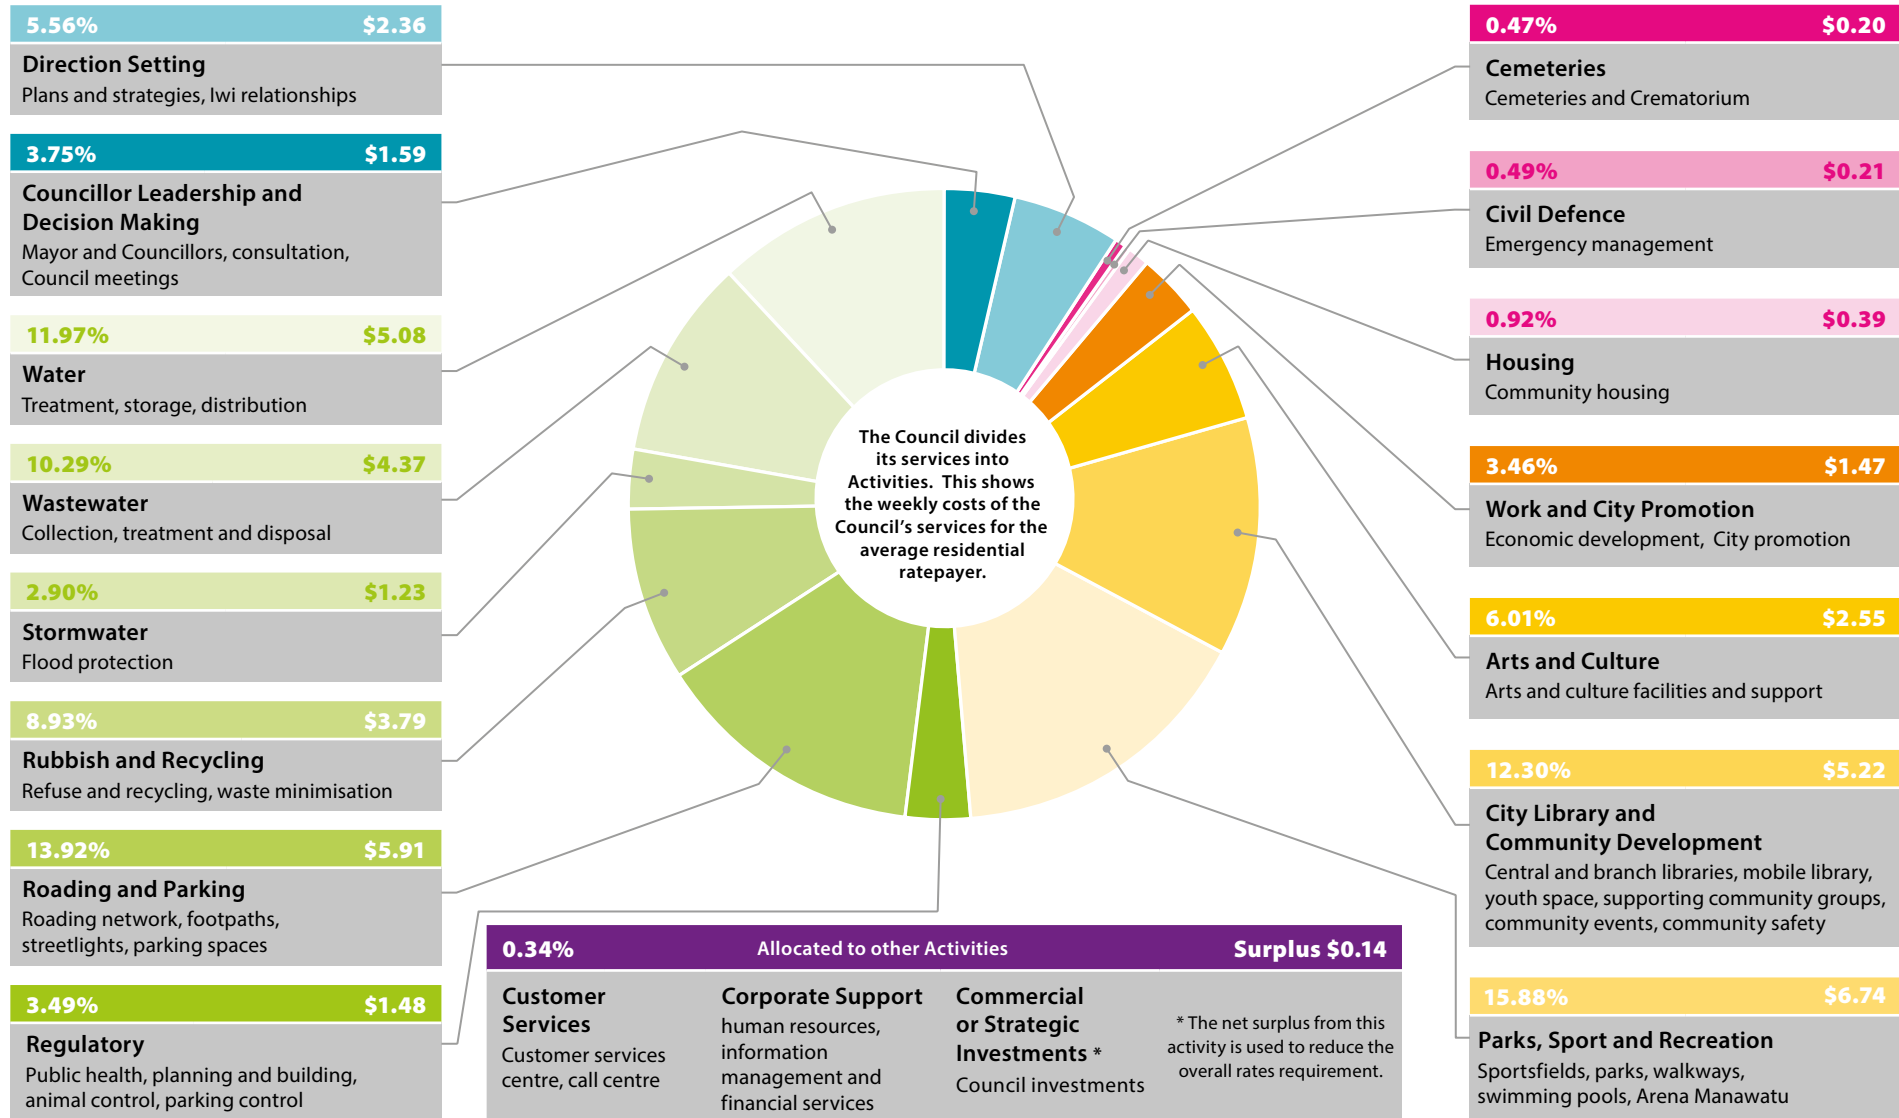 5.56% $2.36
Direction Setting
Plans and strategies, Iwi relationships
3.75% $1.59
Councillor Leadership and
Decision Making
Mayor and Councillors, consultation,
Council meetings
11.97% $5.08
Water
Treatment, storage, distribution
10.29% $4.37
Wastewater
Collection, treatment and disposal
2.90% $1.23
Stormwater
Flood protection
8.93% $3.79
Rubbish and Recycling
Refuse and recycling, waste minimisation
13.92% $5.91
Roading and Parking
Roading network, footpaths,
streetlights, parking spaces
3.49% $1.48
Regulatory
Public health, planning and building,
animal control, parking control
The Council divides
its services into
Activities. This shows
the weekly costs of the
Council's services for the
average residential
ratepayer.
0.34% Allocated to other Activities Surplus $0.14
Customer
Services
Customer services
centre, call centre
Corporate Support
human resources,
information
management and
financial services
Commercial
or Strategic
Investments *
Council investments
* The net surplus from this
activity is used to reduce the
overall rates requirement.
0.47% $0.20
Cemeteries
Cemeteries and Crematorium
0.49% $0.21
Civil Defence
Emergency management
0.92% $0.39
Housing
Community housing
3.46% $1.47
Work and City Promotion
Economic development, City promotion
6.01% $2.55
Arts and Culture
Arts and culture facilities and support
12.30% $5.22
City Library and
Community Development
Central and branch libraries, mobile library,
youth space, supporting community groups,
community events, community safety
15.88% $6.74
Parks, Sport and Recreation
Sportsfields, parks, walkways,
swimming pools, Arena Manawatu